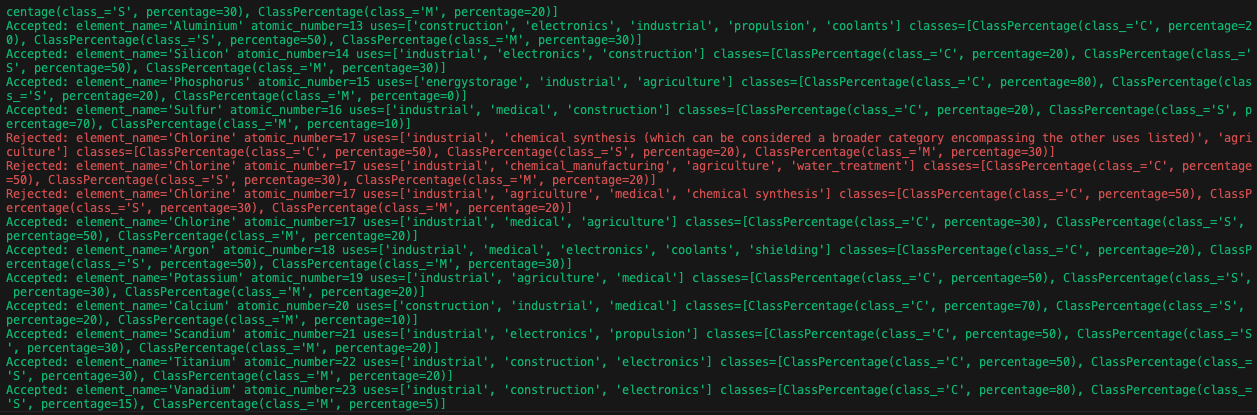 centage(class_='S', percentage=30), ClassPercentage(class_='M', percentage=20)]
Accepted: element_name='Aluminium' atomic_number=13 uses=['construction', 'electronics', 'industrial', 'propulsion', 'coolants'] classes=[ClassPercentage(class_='C', percentage=2
0), ClassPercentage(class_='S', percentage=50), ClassPercentage(class_='M', percentage=30)]
Accepted: element_name='Silicon' atomic_number=14 uses=['industrial', 'electronics', 'construction'] classes=[ClassPercentage(class_='C', percentage=20), ClassPercentage(class_='
S', percentage=50), ClassPercentage(class_='M', percentage=30)]
Accepted: element_name='Phosphorus' atomic_number=15 uses=['energystorage', 'industrial', 'agriculture'] classes=[ClassPercentage(class_='C', percentage=80), ClassPercentage(clas
s_='S', percentage=20), ClassPercentage(class_='M', percentage=0)]
Accepted: element_name='Sulfur' atomic_number=16 uses=['industrial', 'medical', 'construction'] classes=[ClassPercentage(class_='C', percentage=20), ClassPercentage(class_='S', p
ercentage=70), ClassPercentage(class_='M', percentage=10)]
Rejected: element_name='Chlorine' atomic_number=17 uses=['industrial', 'chemical synthesis (which can be considered a broader category encompassing the other uses listed)', 'agri
culture'] classes=[ClassPercentage(class_='C', percentage=50), ClassPercentage(class_='S', percentage=20), ClassPercentage(class_='M', percentage=30)]
Rejected: element_name='Chlorine' atomic_number=17 uses=['industrial', 'chemical_manufacturing', 'agriculture', 'water_treatment'] classes=[ClassPercentage(class_='C', percentage
=50), ClassPercentage(class_='S', percentage=30), ClassPercentage(class_='M', percentage=20)]
Rejected: element_name='Chlorine' atomic_number=17 uses=['industrial', 'agriculture', 'medical', 'chemical synthesis'] classes=[ClassPercentage(class_='C', percentage=50), ClassP
ercentage(class_='S', percentage=30), ClassPercentage(class_='M', percentage=20)]
Accepted: element_name='Chlorine' atomic_number=17 uses=['industrial', 'medical', 'agriculture'] classes=[ClassPercentage(class_='C', percentage=30), ClassPercentage(class_='S',
percentage=50), ClassPercentage(class_='M', percentage=20)]
Accepted: element_name='Argon' atomic_number=18 uses=['industrial', 'medical', 'electronics', 'coolants', 'shielding'] classes=[ClassPercentage(class_='C', percentage=20), ClassP
ercentage(class_='S', percentage=50), ClassPercentage(class_='M', percentage=30)]
Accepted: element_name='Potassium' atomic_number=19 uses=['industrial', 'agriculture', 'medical'] classes=[ClassPercentage(class_='C', percentage=50), ClassPercentage(class_='S'
, percentage=30), ClassPercentage(class_='M', percentage=20)]
Accepted: element_name='Calcium' atomic_number=20 uses=['construction', 'industrial', 'medical'] classes=[ClassPercentage(class_='C', percentage=70), ClassPercentage(class_='S',
percentage=20), ClassPercentage(class_='M', percentage=10)]
Accepted: element_name='Scandium' atomic_number=21 uses=['industrial', 'electronics', 'propulsion'] classes=[ClassPercentage(class_='C', percentage=50), ClassPercentage(class_='S
', percentage=30), ClassPercentage(class_='M', percentage=20)]
Accepted: element_name='Titanium' atomic_number=22 uses=['industrial', 'construction', 'electronics'] classes=[ClassPercentage(class_='C', percentage=50), ClassPercentage(class_=
'S', percentage=30), ClassPercentage(class_='M', percentage=20)]
Accepted: element_name='Vanadium' atomic_number=23 uses=['industrial', 'construction', 'electronics'] classes=[ClassPercentage(class_='C', percentage=80), ClassPercentage(class_=
'S', percentage=15), ClassPercentage(class_='M', percentage=5)]